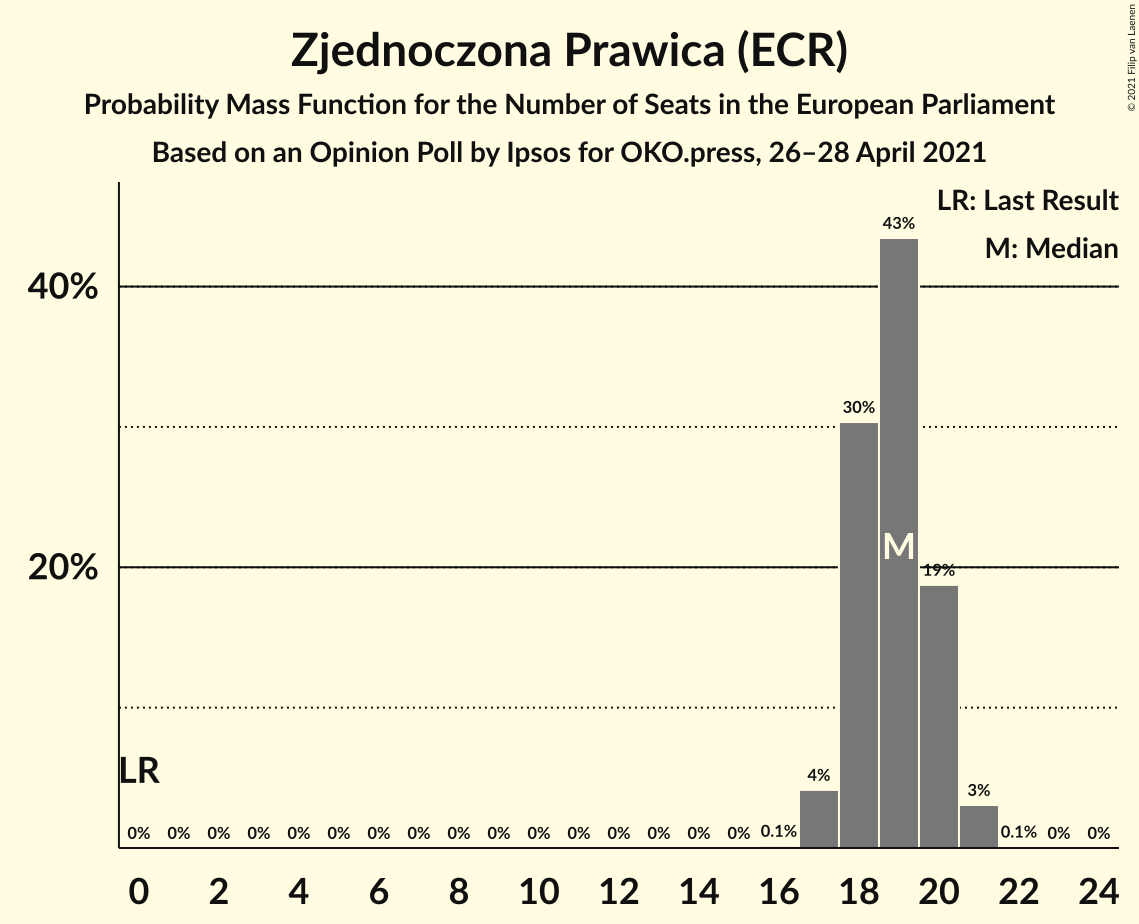 Zjednoczona Prawica (ECR)
Probability Mass Function for the Number of Seats in the European Parliament
Based on an Opinion Poll by Ipsos for OKO.press, 26–28 April 2021
© 2021 Filip van Laenen
LR: Last Result
M: Median
43%
40%
30%
M
20%
19%
LR
4%
3%
0% 0% 0% 0% 0% 0% 0% 0% 0% 0% 0% 0% 0% 0% 0% 0% 0.1% 0.1% 0% 0%
0 2 4 6 8 10 12 14 16 18 20 22 24